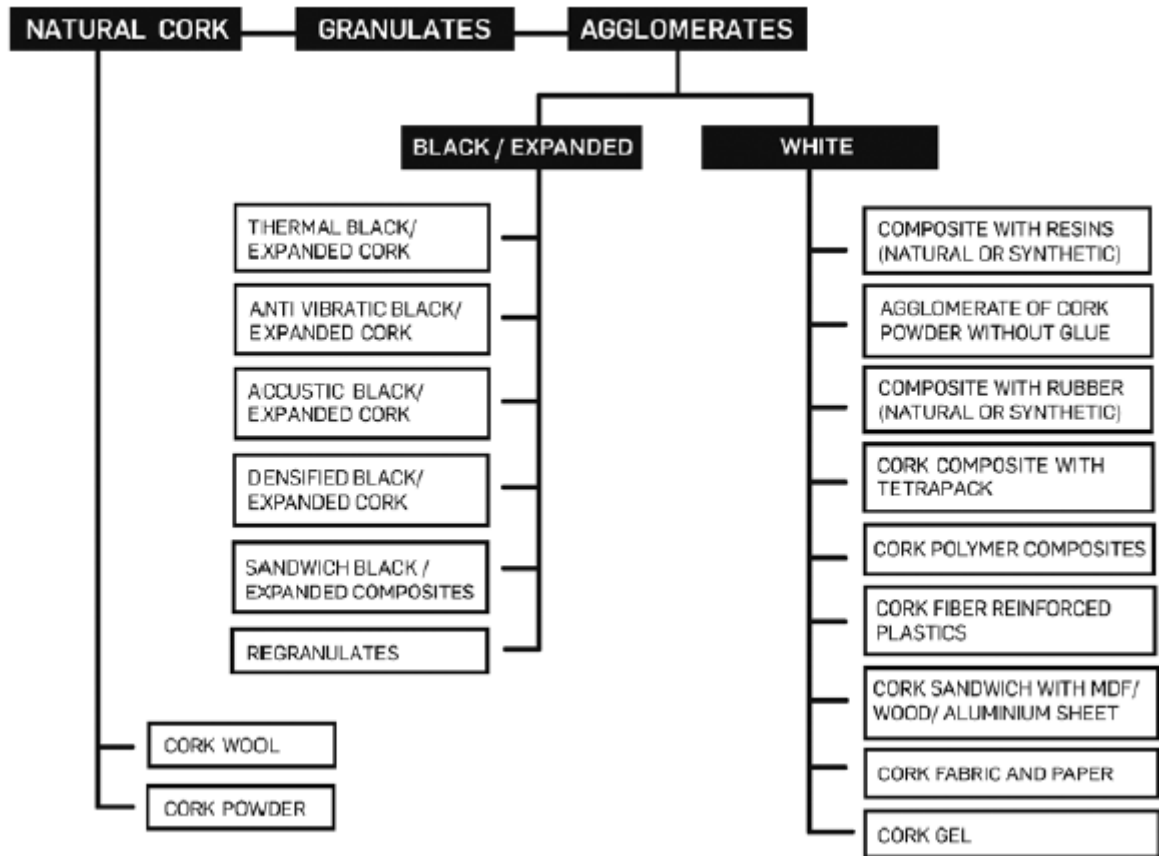 NATURAL CORK
GRANULATES
AGGLOMERATES
BLACK / EXPANDED
WHITE
THERMAL BLACK/
EXPANDED CORK
ANTI VIBRATIC BLACK/
EXPANDED CORK
ACCUSTIC BLACK/
EXPANDED CORK
DENSIFIED BLACK/
EXPANDED CORK
SANDWICH BLACK /
EXPANDED COMPOSITES
REGRANULATES
CORK WOOL
CORK POWDER
COMPOSITE WITH RESINS
(NATURAL OR SYNTHETIC)
AGGLOMERATE OF CORK
POWDER WITHOUT GLUE
COMPOSITE WITH RUBBER
(NATURAL OR SYNTHETIC)
CORK COMPOSITE WITH
TETRAPACK
CORK POLYMER COMPOSITES
CORK FIBER REINFORCED
PLASTICS
CORK SANDWICH WITH MDF/
WOOD/ ALUMINIUM SHEET
CORK FABRIC AND PAPER
CORK GEL